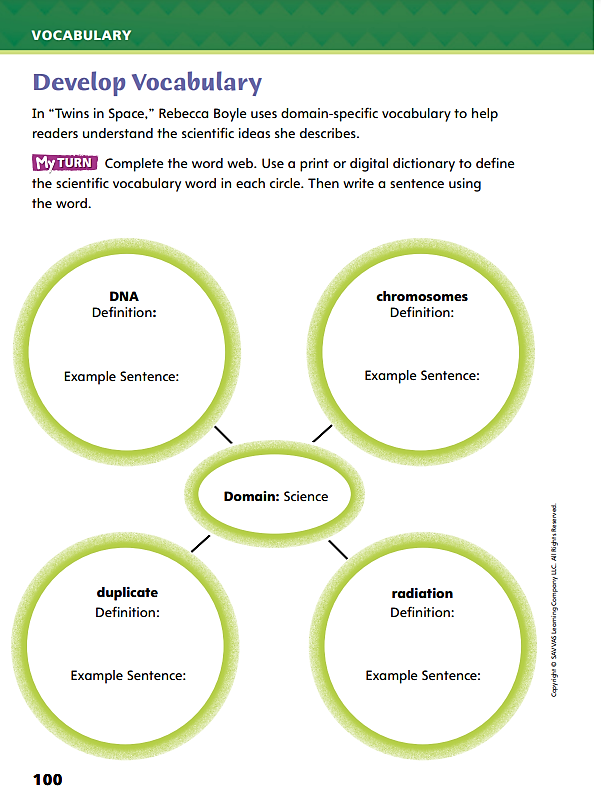 VOCABULARY
Develop Vocabulary
In “Twins in Space,” Rebecca Boyle uses domain-specific vocabulary to help
readers understand the scientific ideas she describes.
My TURN Complete the word web. Use a print or digital dictionary to define
the scientific vocabulary word in each circle. Then write a sentence using
the word.
DNA
Definition:
Example Sentence:
chromosomes
Definition:
Example Sentence:
Domain: Science
duplicate
Definition:
Example Sentence:
radiation
Definition:
Example Sentence:
Copyright © SAVVAS Learning Company LLC. All Rights Reserved.
100